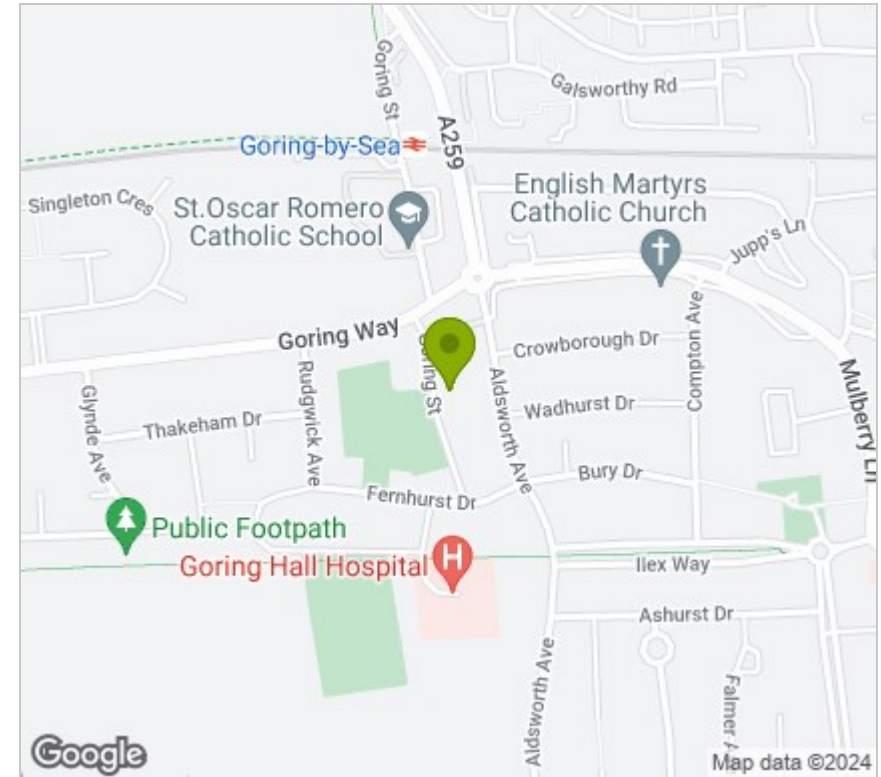 Goring St
Galsworthy Rd
A259
Goring-by-Sea
Singleton Cres
St.Oscar Romero
Catholic School
English Martyrs
Catholic Church
Jupp's Ln
Goring Way
Goring St
Crowborough Dr
Compton Ave
Mulberry Ln
Glynde Ave
Rudgwick Ave
Aldsworth Ave
Thakeham Dr
Wadhurst Dr
Bury Dr
Fernhurst Dr
Public Footpath
Goring Hall Hospital
H
Ilex Way
Ashurst Dr
Aldsworth Ave
Falmer A
Google
Map data ©2024